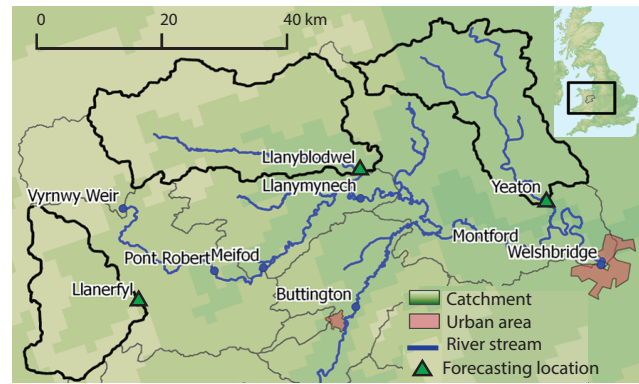 0 20 40 km
Llanyblodwel
Vyrnwy Weir
Llanymynech
Yeaton
Pont Robert
Meifod
Montford
Welshbridge
Llanerfyl
Buttington
Catchment
Urban area
River stream
Forecasting location